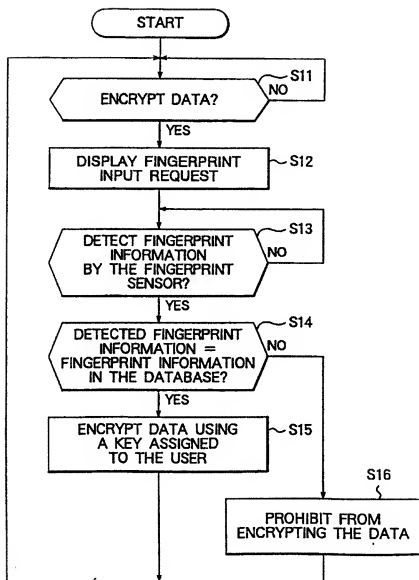 START
S11
ENCRYPT DATA?
NO
YES
DISPLAY FINGERPRINT
INPUT REQUEST
S12
S13
DETECT FINGERPRINT
INFORMATION
BY THE FINGERPRINT
SENSOR?
NO
YES
S14
DETECTED FINGERPRINT
INFORMATION =
FINGERPRINT INFORMATION
IN THE DATABASE?
NO
YES
ENCRYPT DATA USING
A KEY ASSIGNED
TO THE USER
S15
S16
PROHIBIT FROM
ENCRYPTING THE DATA